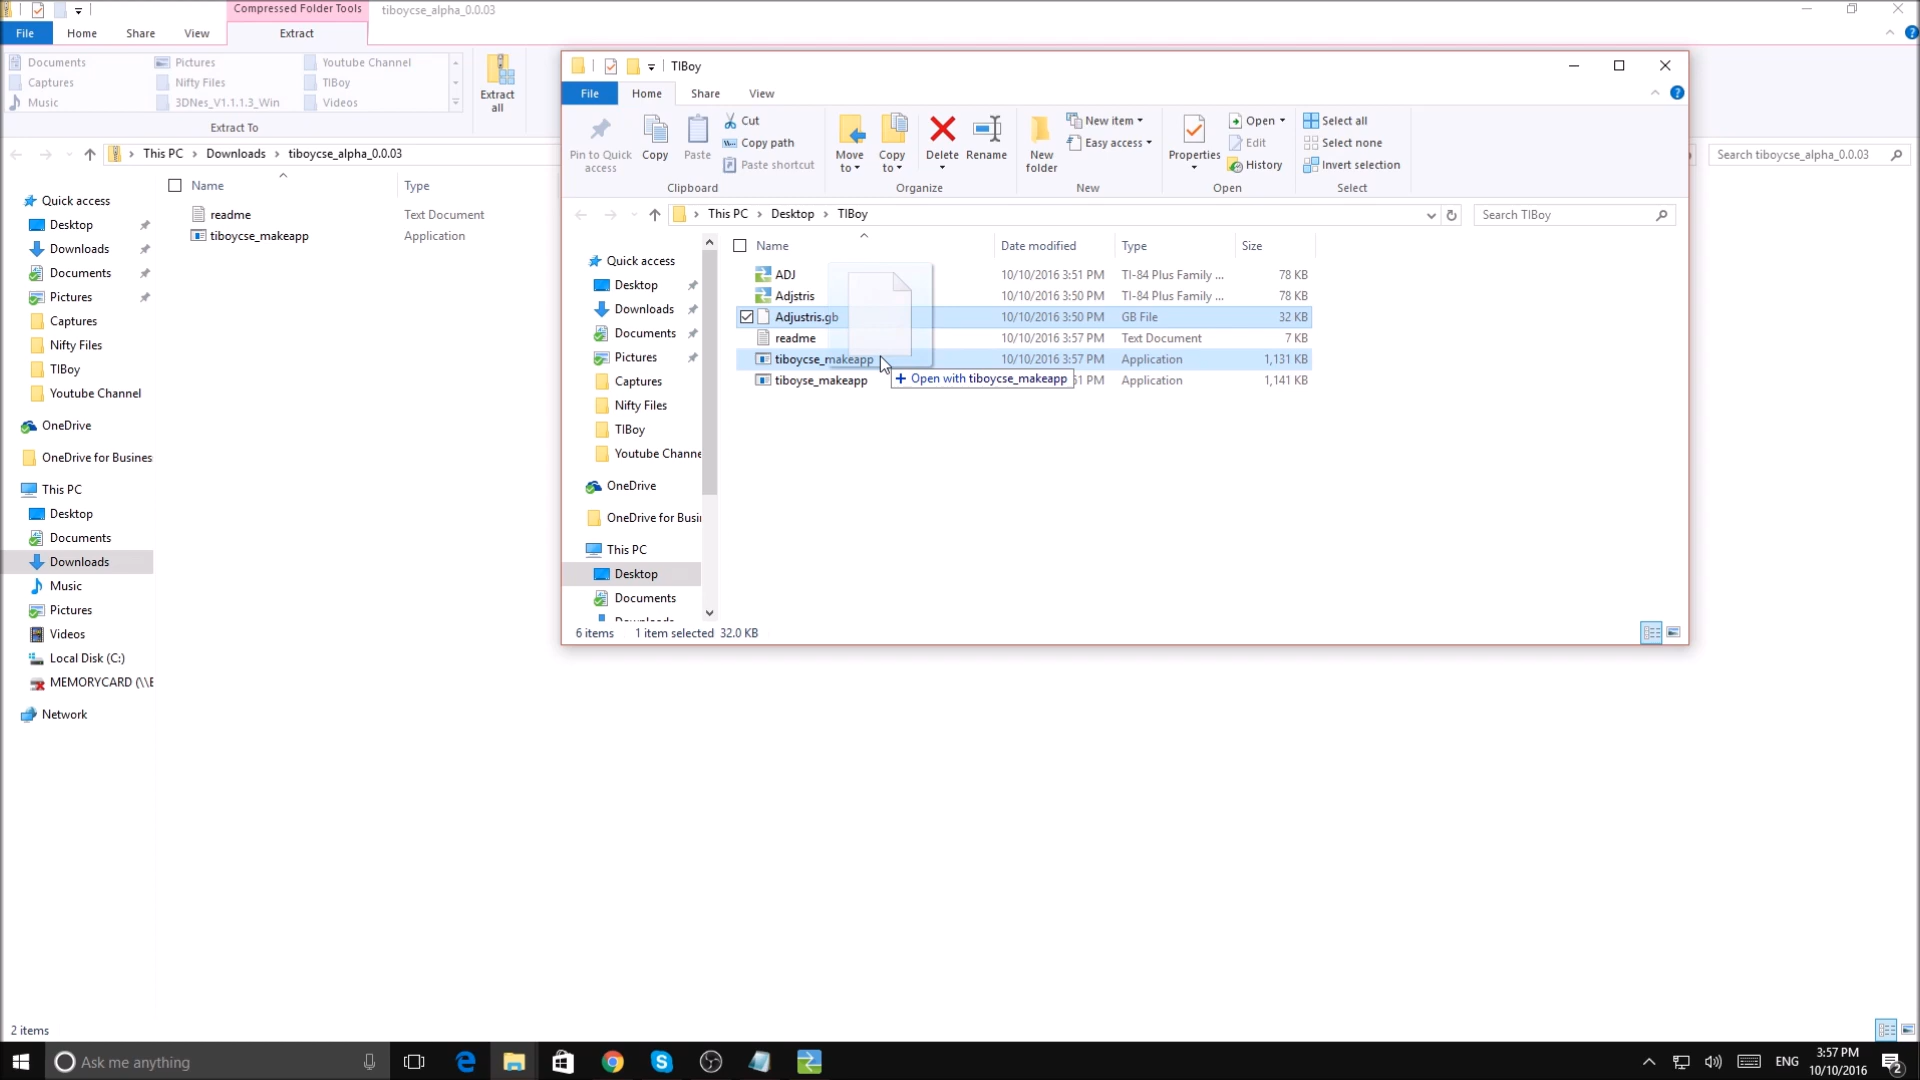 Compressed Folder Tools tiboycse_alpha_0.0.03
File Home Share View Extract
Documents Pictures Youtube Channel
Captures Nifty Files TIBoy
Music 3DNes_V1.1.1.3_Win Videos
Extract all
Extract To
This PC Downloads tiboycse_alpha_0.0.03
Search tiboycse_alpha_0.0.03
Name Type
readme Text Document
tiboycse_makeapp Application
Quick access
Desktop
Downloads
Documents
Pictures
Captures
Nifty Files
TIBoy
Youtube Channel
OneDrive
OneDrive for Busines
This PC
Desktop
Documents
Downloads
Music
Pictures
Videos
Local Disk (C:)
MEMORYCARD (\\E
Network
2 items
TIBoy
File Home Share View
Pin to Quick access
Copy
Paste
Cut
Copy path
Paste shortcut
Clipboard
Move to
Copy to
Delete
Rename
Organize
New folder
New item
Easy access
New
Properties
Open
Edit
History
Open
Select all
Select none
Invert selection
Select
This PC Desktop TIBoy
Search TIBoy
Name Date modified Type Size
ADJ 10/10/2016 3:51 PM TI-84 Plus Family ... 78 KB
Adjstris 10/10/2016 3:50 PM TI-84 Plus Family ... 78 KB
Adjustris.gb 10/10/2016 3:50 PM GB File 32 KB
readme 10/10/2016 3:57 PM Text Document 7 KB
tiboycse_makeapp 10/10/2016 3:57 PM Application 1,131 KB
tiboyse_makeapp Application 1,141 KB
Open with tiboycse_makeapp
Quick access
Desktop
Downloads
Documents
Pictures
Captures
Nifty Files
TIBoy
Youtube Channe
OneDrive
OneDrive for Busi
This PC
Desktop
Documents
6 items 1 item selected 32.0 KB
Ask me anything
ENG
3:57 PM
10/10/2016
2